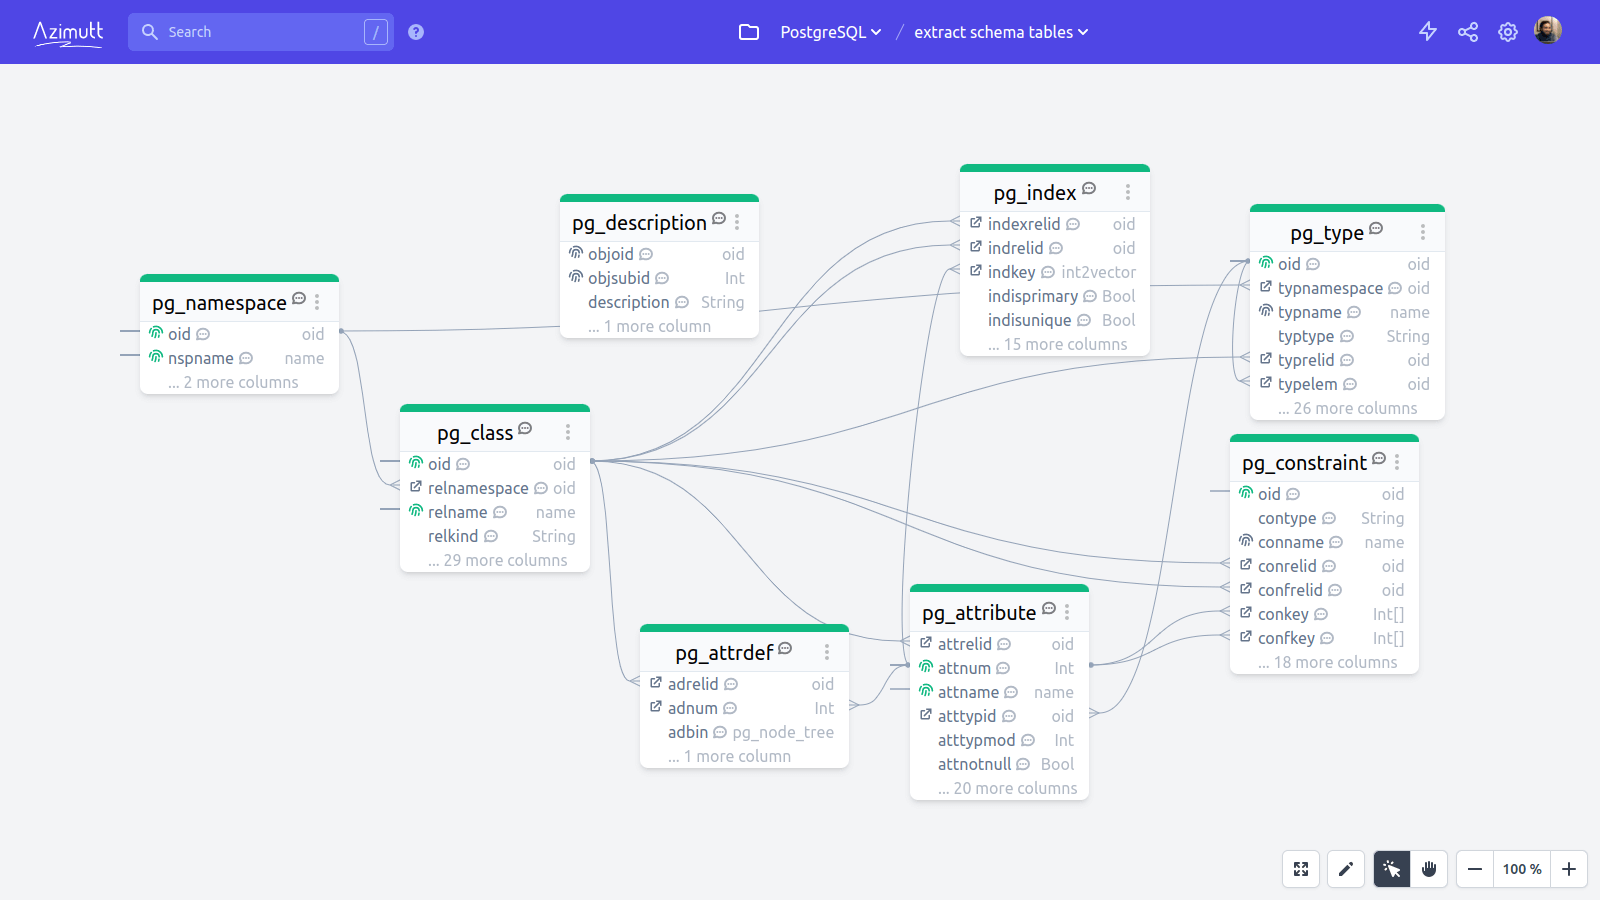 Azimutt
Search
/
?
PostgreSQL / extract schema tables
pg_namespace
oid oid
nspname name
... 2 more columns
pg_description
objoid oid
objsubid Int
description String
... 1 more column
pg_index
indexrelid oid
indrelid oid
indkey int2vector
indisprimary Bool
indisunique Bool
... 15 more columns
pg_type
oid oid
typnamespace oid
typname name
typtype String
typrelid oid
typelem oid
... 26 more columns
pg_class
oid oid
relnamespace oid
relname name
relkind String
... 29 more columns
pg_constraint
oid oid
contype String
conname name
conrelid oid
confrelid oid
conkey Int[]
confkey Int[]
... 18 more columns
pg_attrdef
adrelid oid
adnum Int
adbin pg_node_tree
... 1 more column
pg_attribute
attrelid oid
attnum Int
attname name
atttypid oid
atttypmod Int
attnotnull Bool
... 20 more columns
100 %